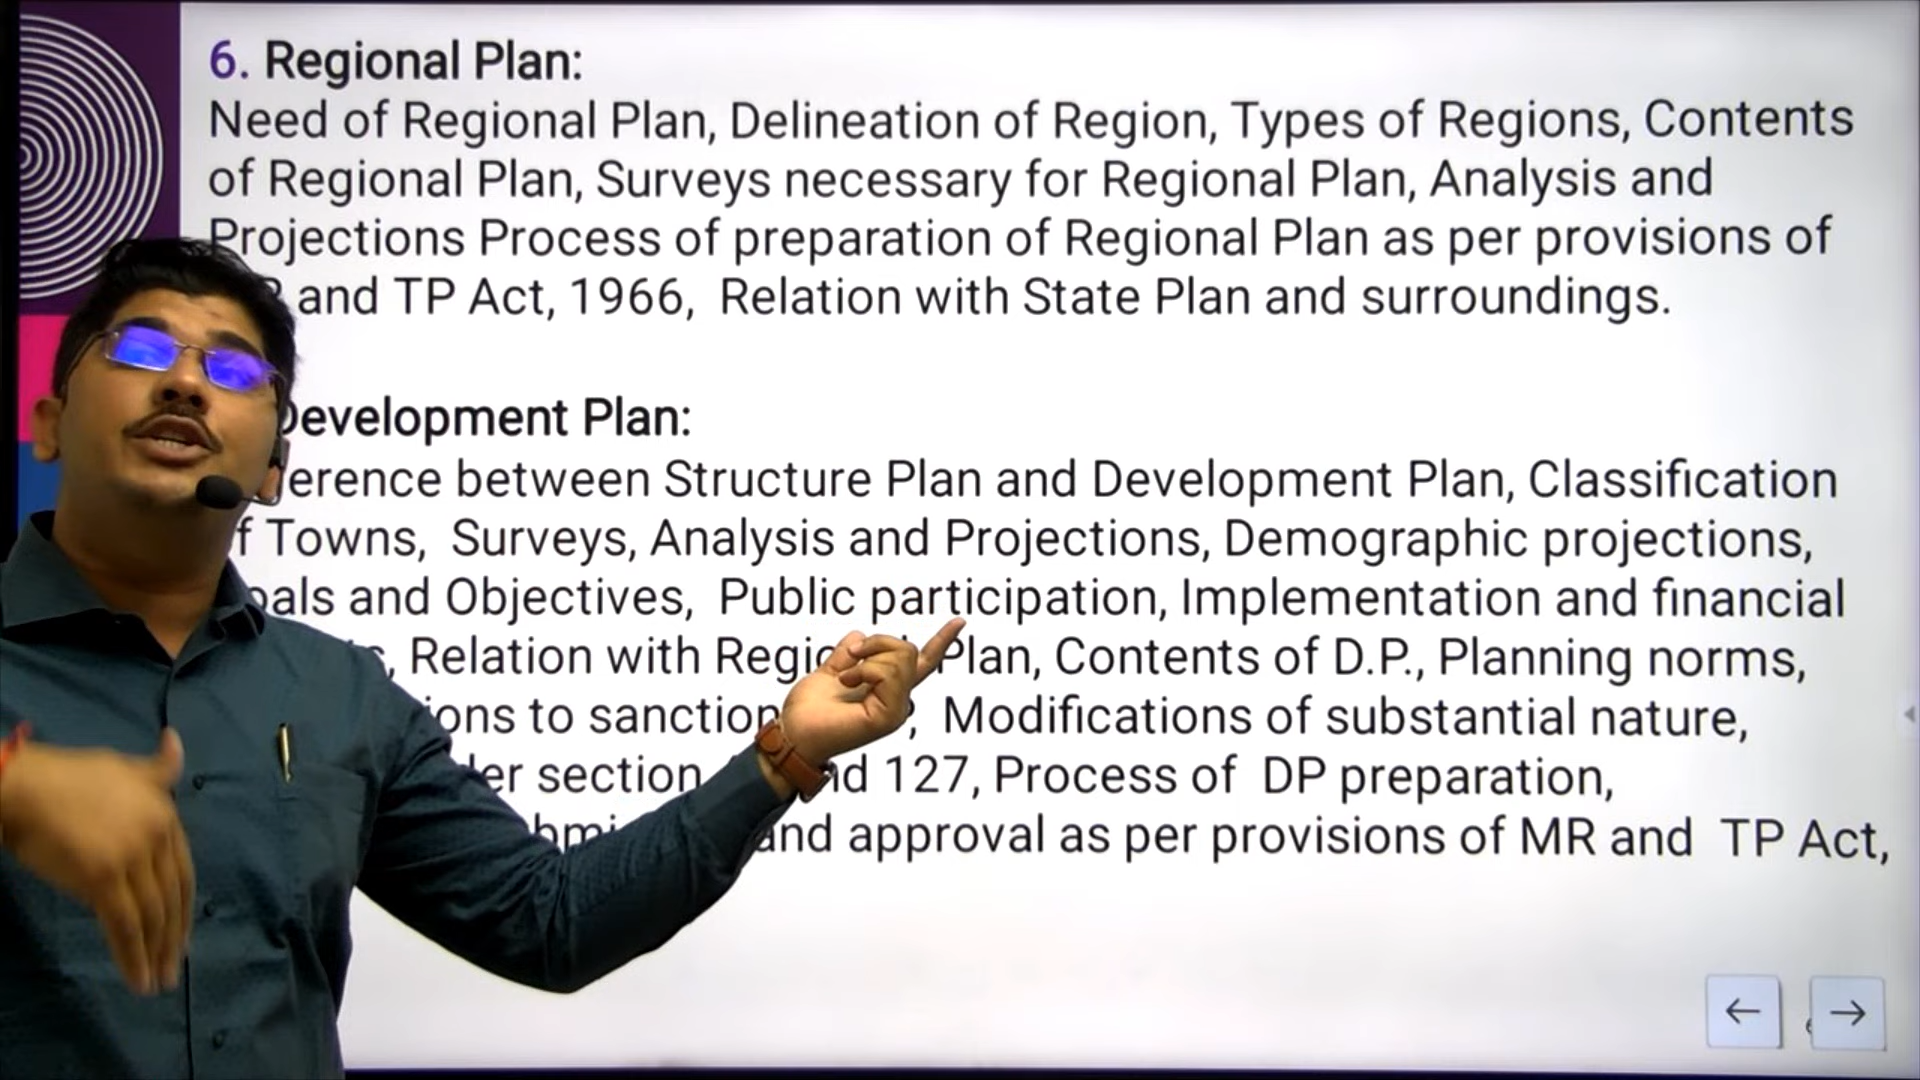 6. Regional Plan:
Need of Regional Plan, Delineation of Region, Types of Regions, Contents
of Regional Plan, Surveys necessary for Regional Plan, Analysis and
Projections Process of preparation of Regional Plan as per provisions of
and TP Act, 1966, Relation with State Plan and surroundings.
Development Plan:
between Structure Plan and Development Plan, Classification
Towns, Surveys, Analysis and Projections, Demographic projections,
and Objectives, Public participation, Implementation and financial
Relation with Regional Plan, Contents of D.P., Planning norms,
to sanction Modifications of substantial nature,
section 127, Process of DP preparation,
and approval as per provisions of MR and TP Act,